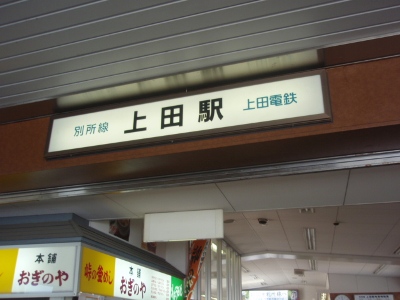 別所線 上田駅 上田電鉄
本舗
おぎのや
峠の釜めし
本舗
おぎのや